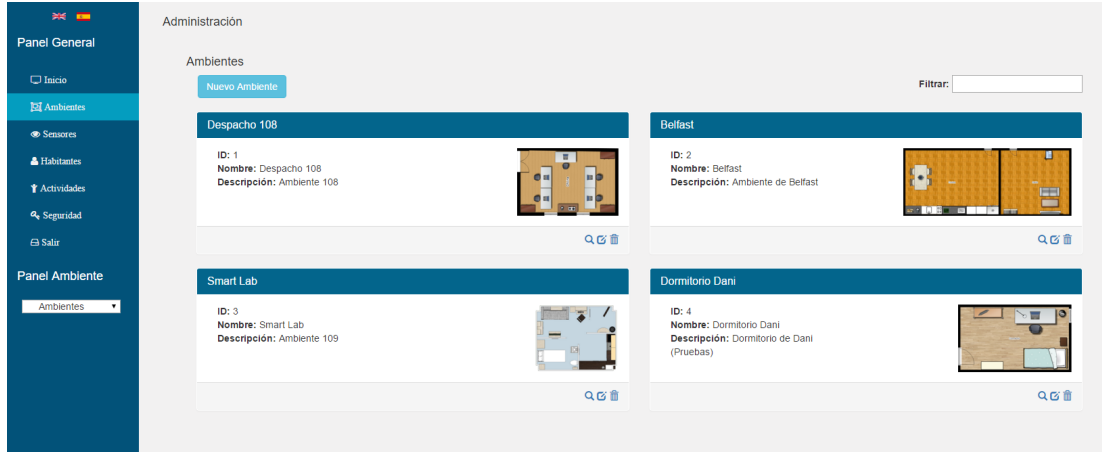 Panel General
Inicio
Ambientes
Sensores
Habitantes
Actividades
Seguridad
Salir
Panel Ambiente
Ambientes
Administración
Ambientes
Nuevo Ambiente
Filtrar:
Despacho 108
ID: 1
Nombre: Despacho 108
Descripción: Ambiente 108
Belfast
ID: 2
Nombre: Belfast
Descripción: Ambiente de Belfast
Smart Lab
ID: 3
Nombre: Smart Lab
Descripción: Ambiente 109
Dormitorio Dani
ID: 4
Nombre: Dormitorio Dani
Descripción: Dormitorio de Dani
(Pruebas)